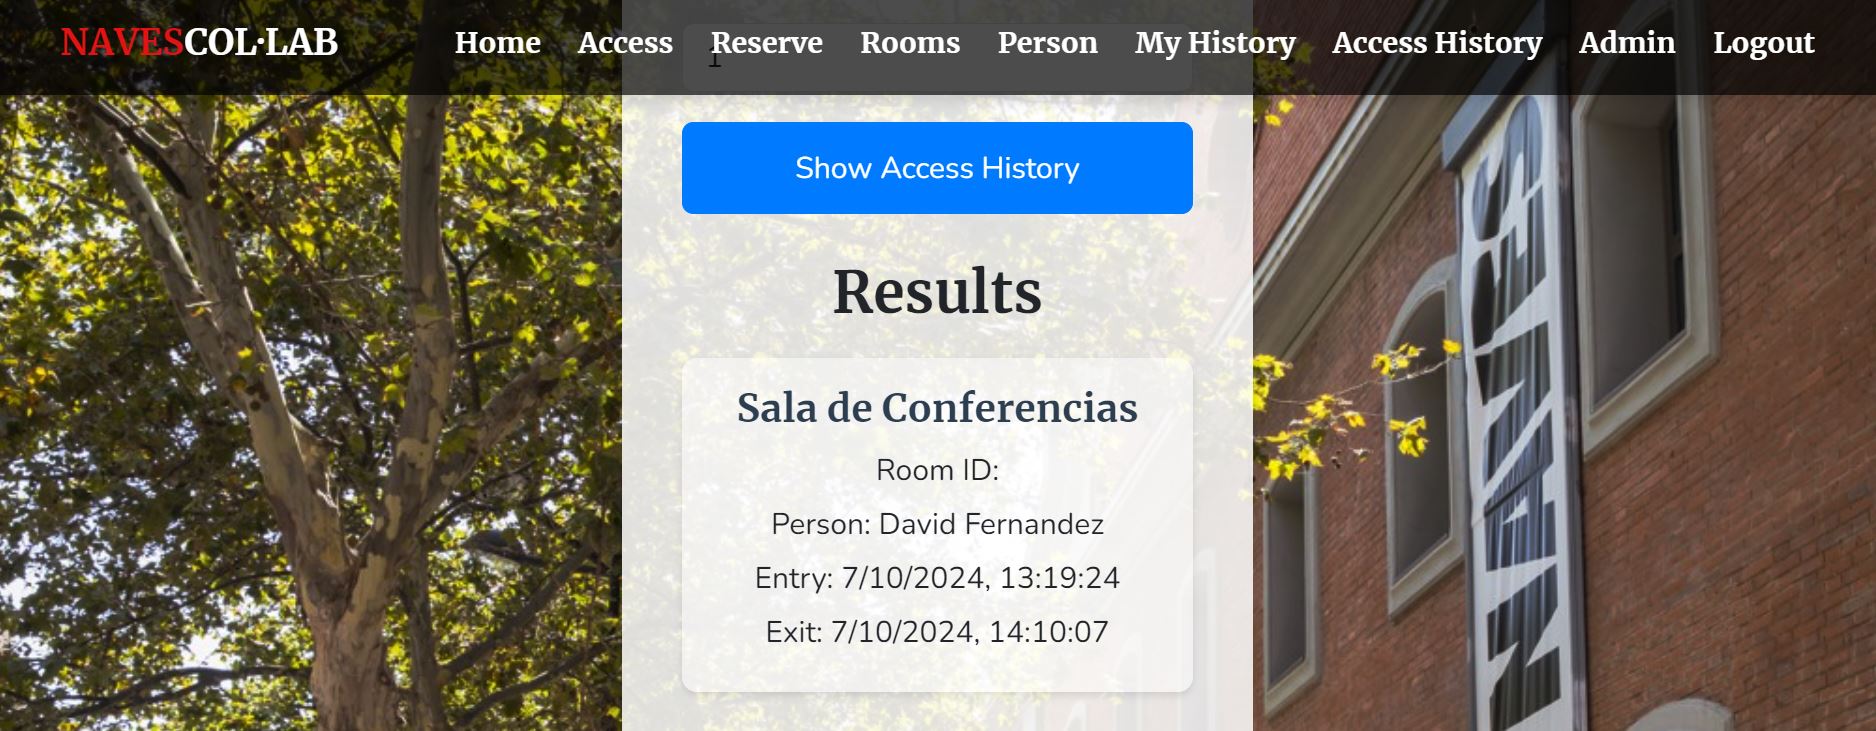 NAVESCOL·LAB Home Access Reserve Rooms Person My History Access History Admin Logout
1
Show Access History
Results
Sala de Conferencias
Room ID:
Person: David Fernandez
Entry: 7/10/2024, 13:19:24
Exit: 7/10/2024, 14:10:07